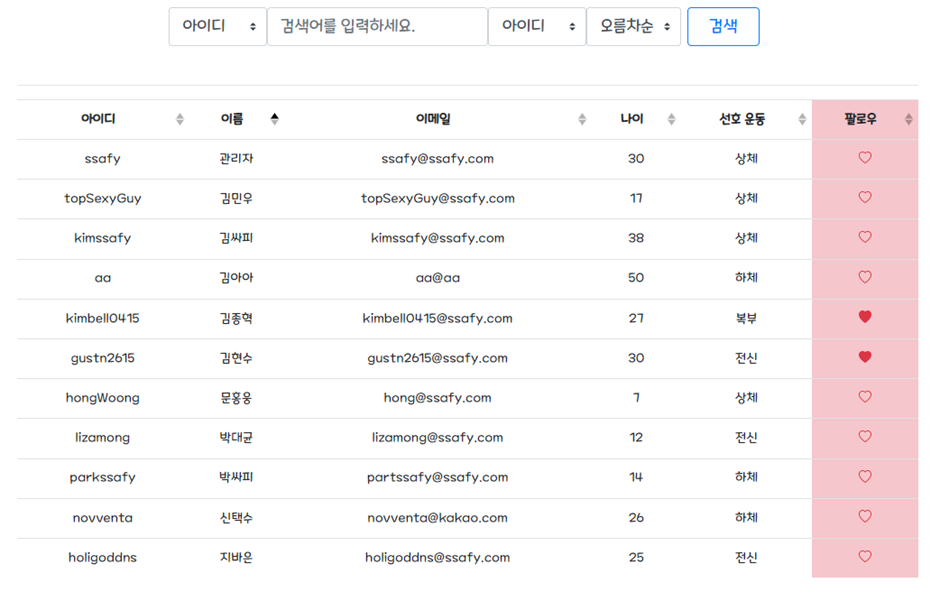 아이디 검색어를 입력하세요. 아이디 오름차순 검색
아이디 이름 이메일 나이 선호 운동 팔로우
ssafy 관리자 ssafy@ssafy.com 30 상체
topSexyGuy 김민우 topSexyGuy@ssafy.com 17 상체
kimssafy 김싸피 kimssafy@ssafy.com 38 상체
aa 김아아 aa@aa 50 하체
kimbell0415 김종혁 kimbell0415@ssafy.com 27 복부
gustn2615 김현수 gustn2615@ssafy.com 30 전신
hongWoong 문홍웅 hong@ssafy.com 7 상체
lizamong 박대균 lizamong@ssafy.com 12 전신
parkssafy 박싸피 partssafy@ssafy.com 14 하체
novventa 신택수 novventa@kakao.com 26 하체
holigoddns 지바은 holigoddns@ssafy.com 25 전신